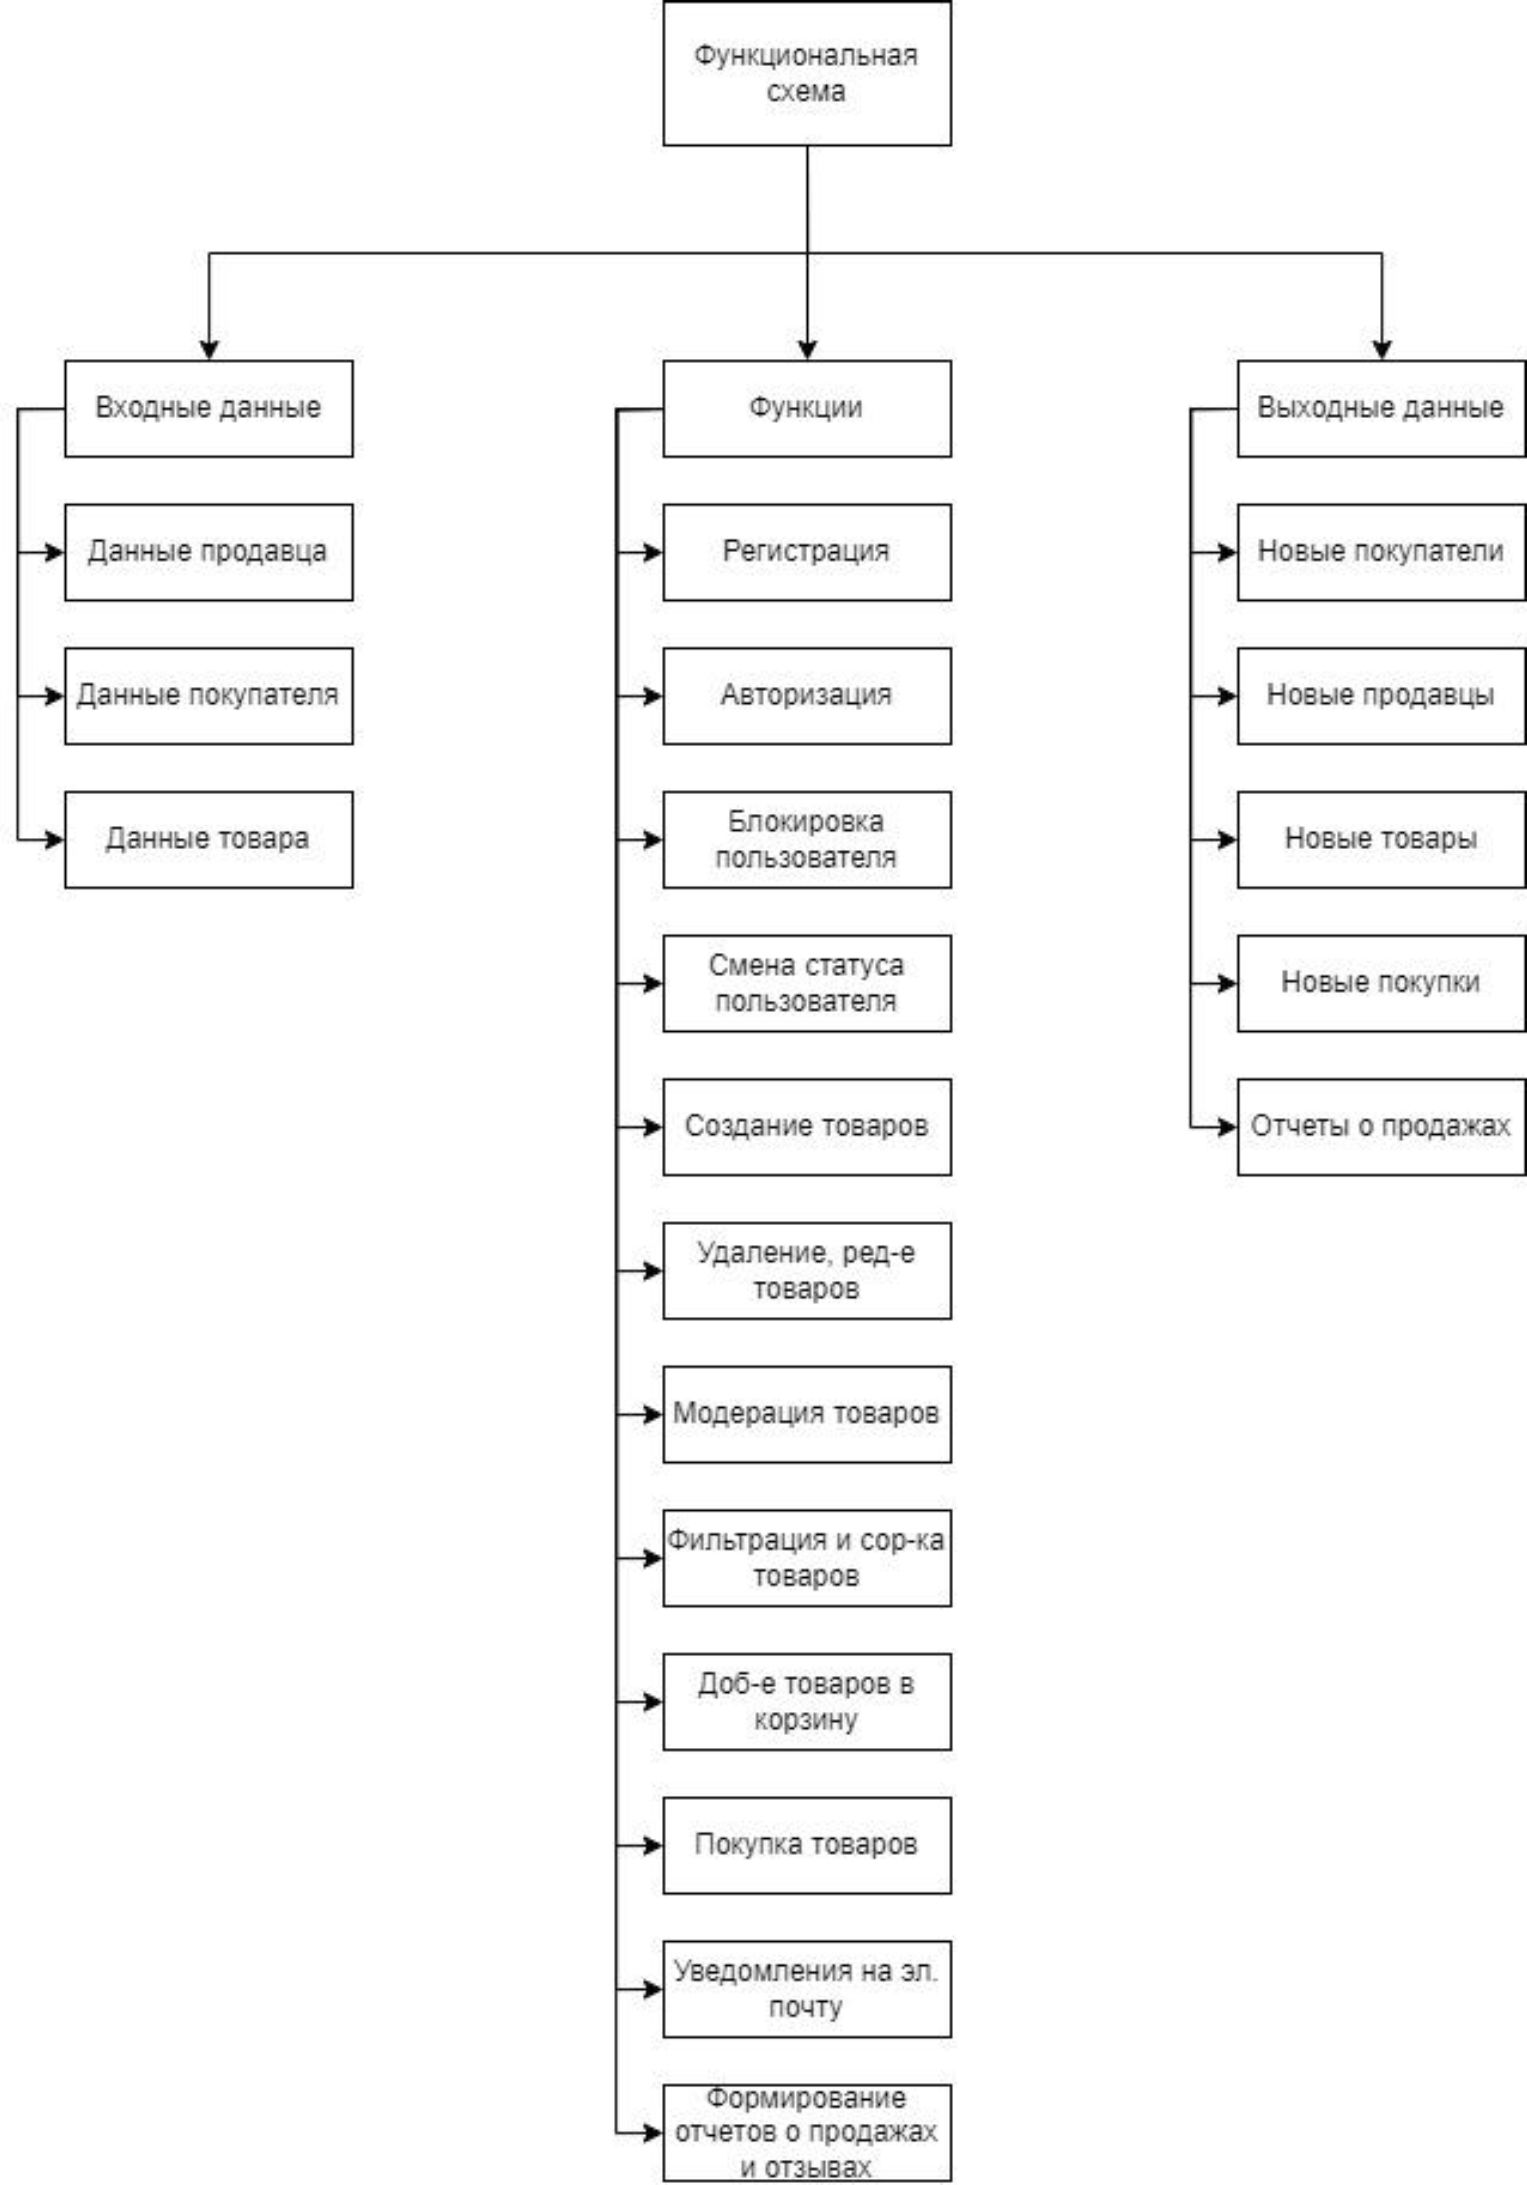 Функциональная
схема
Входные данные
Данные продавца
Данные покупателя
Данные товара
Функции
Регистрация
Авторизация
Блокировка
пользователя
Смена статуса
пользователя
Создание товаров
Удаление, ред-е
товаров
Модерация товаров
Фильтрация и сор-ка
товаров
Доб-е товаров в
корзину
Покупка товаров
Уведомления на эл.
почту
Формирование
отчетов о продажах
и отзывах
Выходные данные
Новые покупатели
Новые продавцы
Новые товары
Новые покупки
Отчеты о продажах